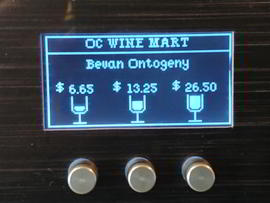 OC WINE MART
Bevan Ontogeny
$ 6.65 $ 13.25 $ 26.50